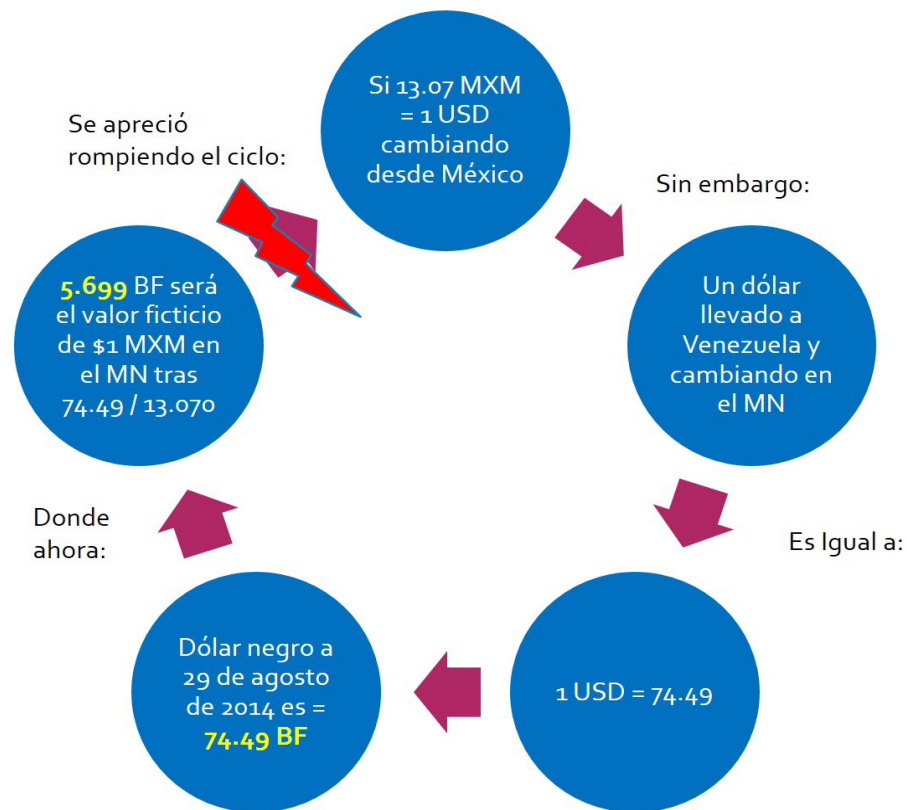 Si 13.07 MXM
= 1 USD
cambiando
desde México
Sin embargo:
Un dólar
llevado a
Venezuela y
cambiando en
el MN
Es Igual a:
1 USD = 74.49
Dólar negro a
29 de agosto
de 2014 es =
74.49 BF
Donde
ahora:
5.699 BF será
el valor ficticio
de $1 MXM en
el MN tras
74.49 / 13.070
Se apreció
rompiendo el ciclo: